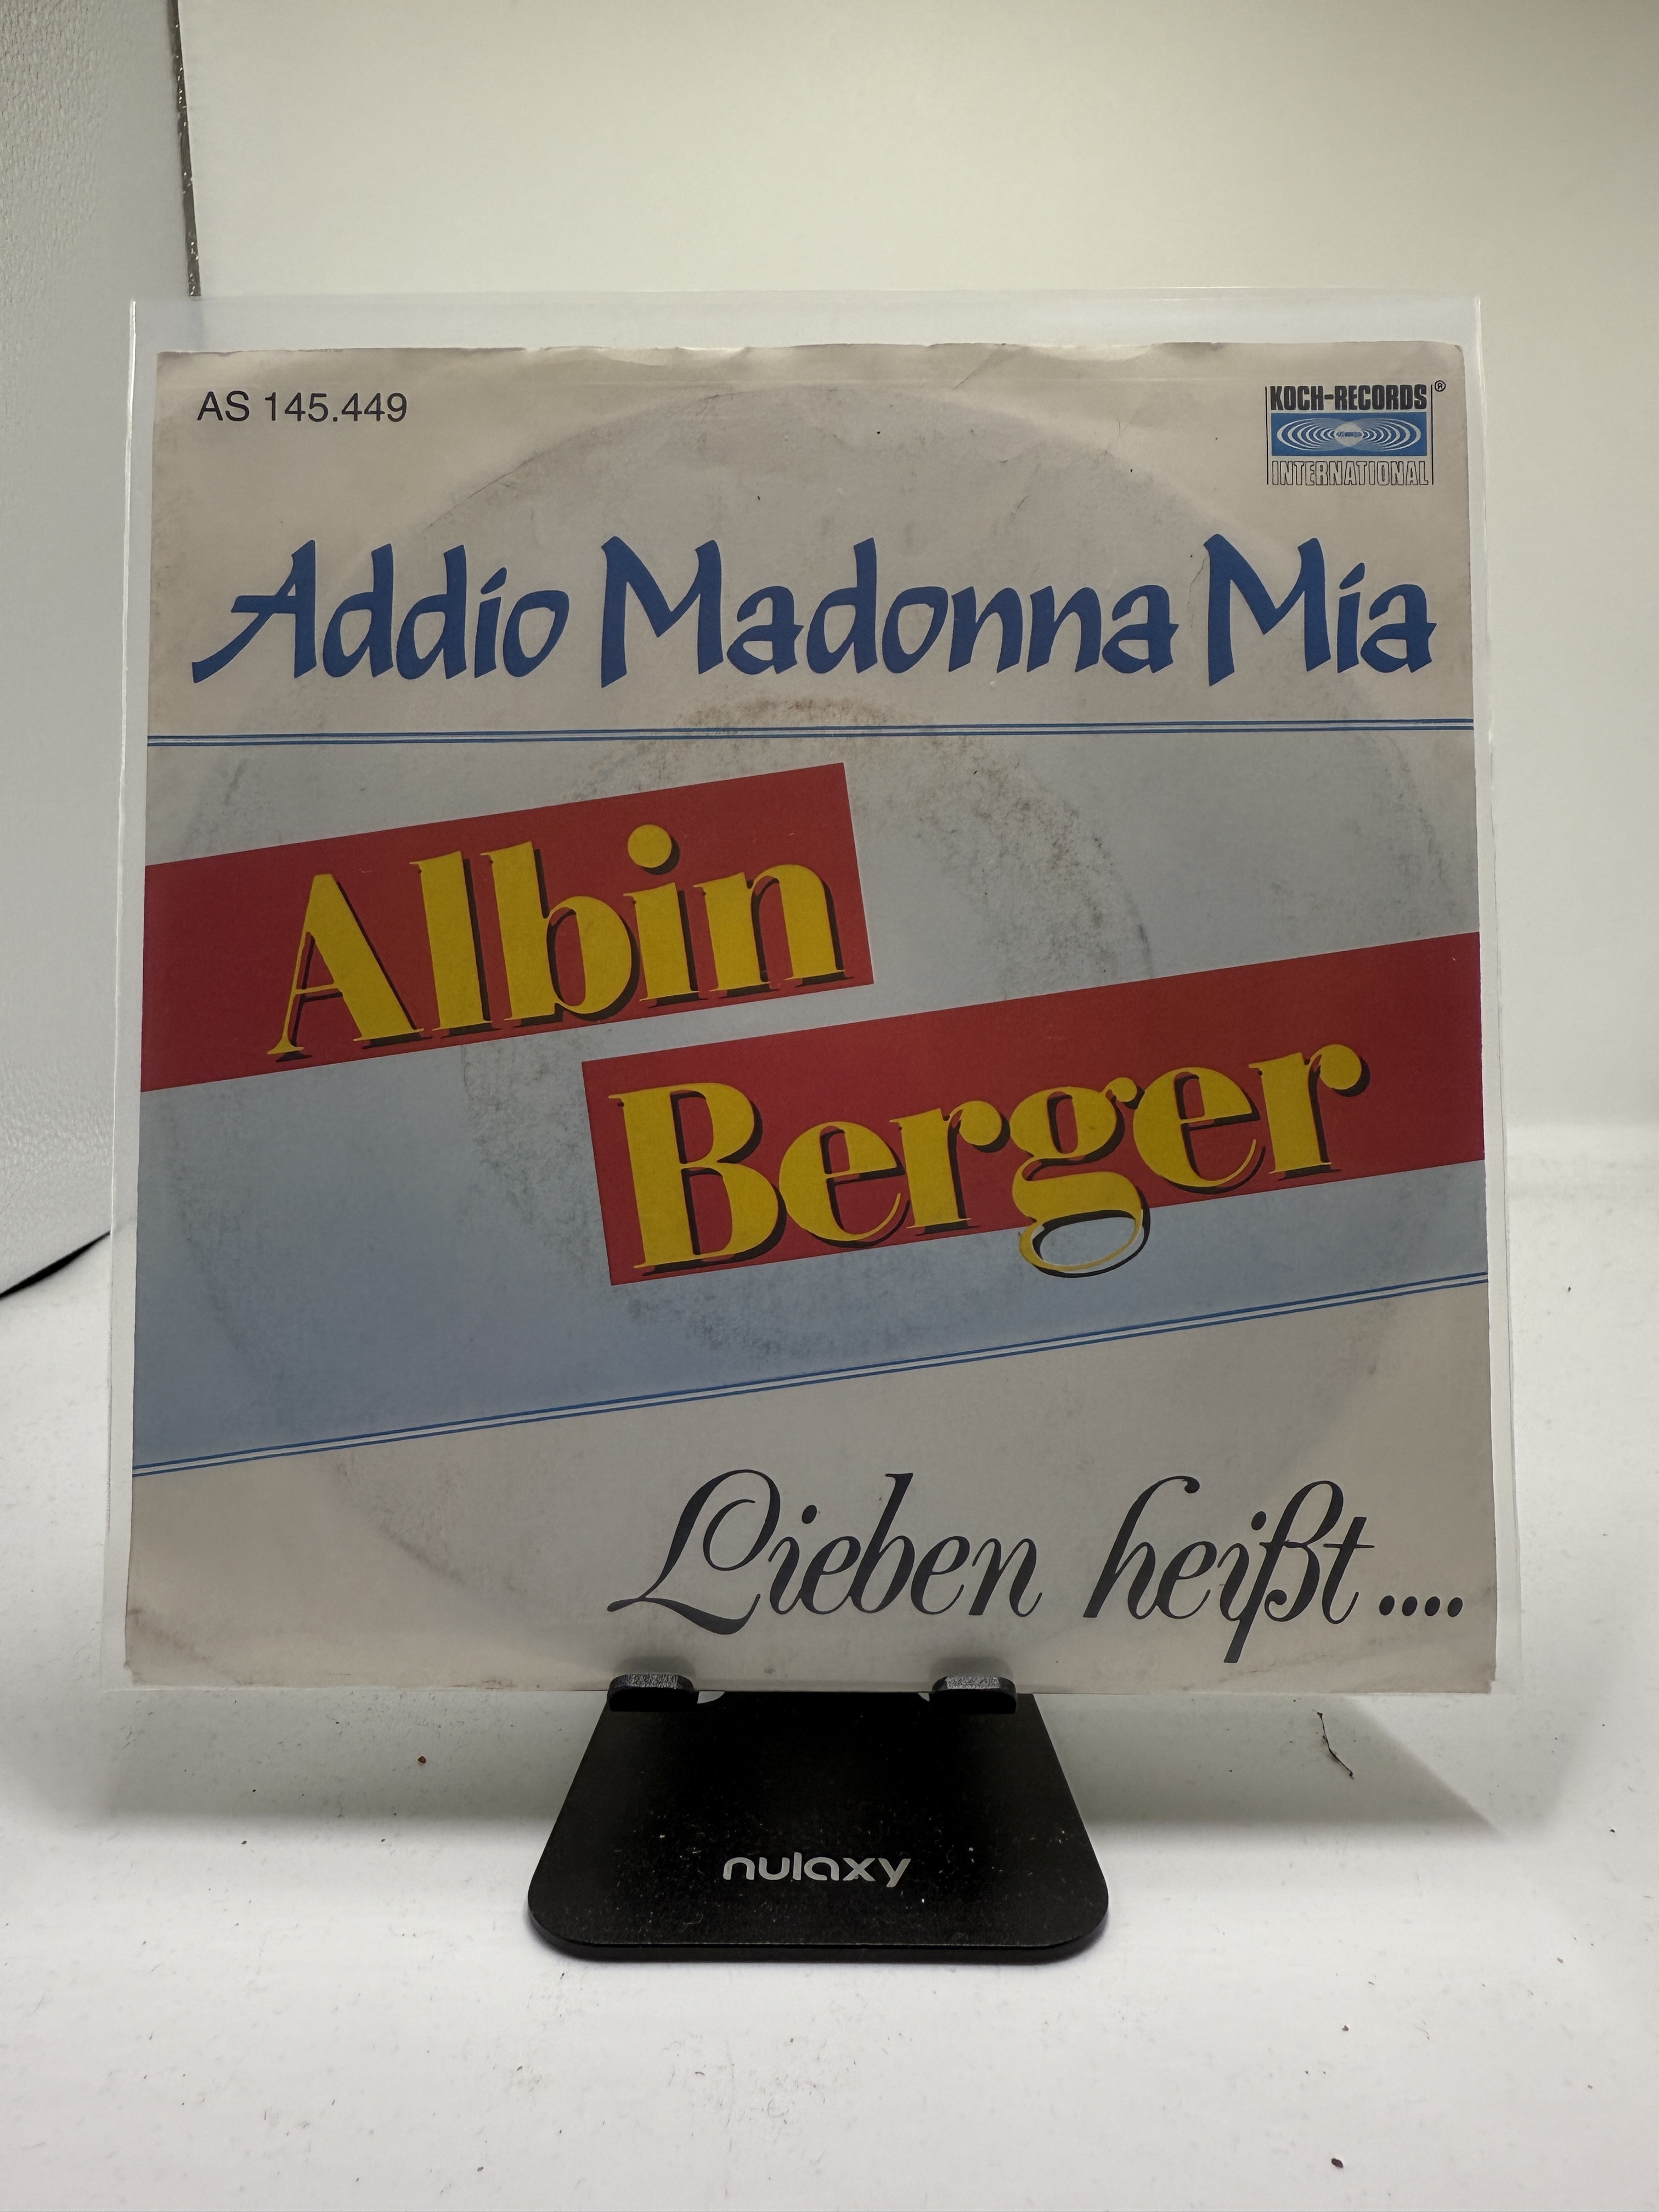 AS 145.449
KOCH-RECORDS®
INTERNATIONAL
Addio Madonna Mia
Albin
Berger
Lieben heißt....
nulaxy